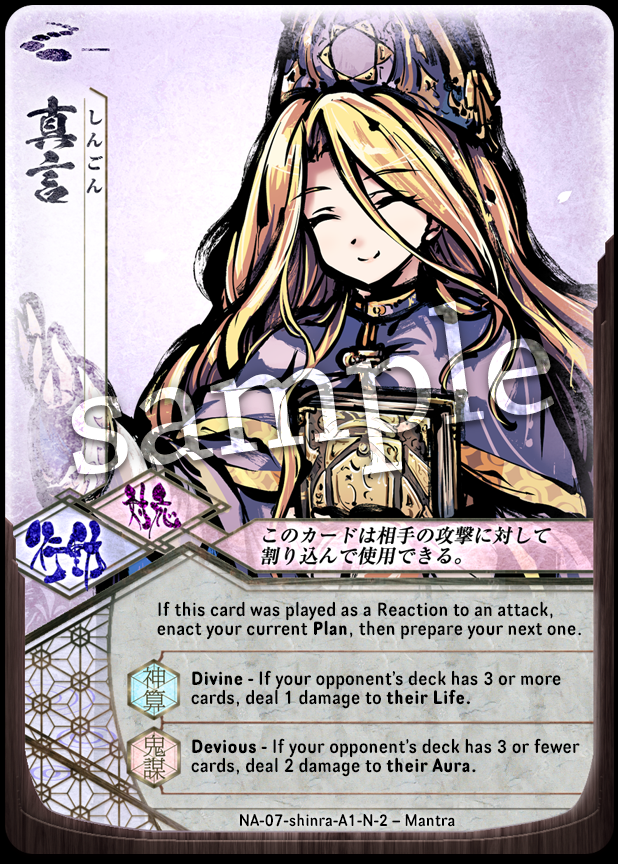 真言
しんごん
sample
対応
行動
このカードは相手の攻撃に対して
割り込んで使用できる。
If this card was played as a Reaction to an attack,
enact your current Plan, then prepare your next one.
神算
Divine - If your opponent's deck has 3 or more
cards, deal 1 damage to their Life.
鬼謀
Devious - If your opponent's deck has 3 or fewer
cards, deal 2 damage to their Aura.
NA-07-shinra-A1-N-2 – Mantra